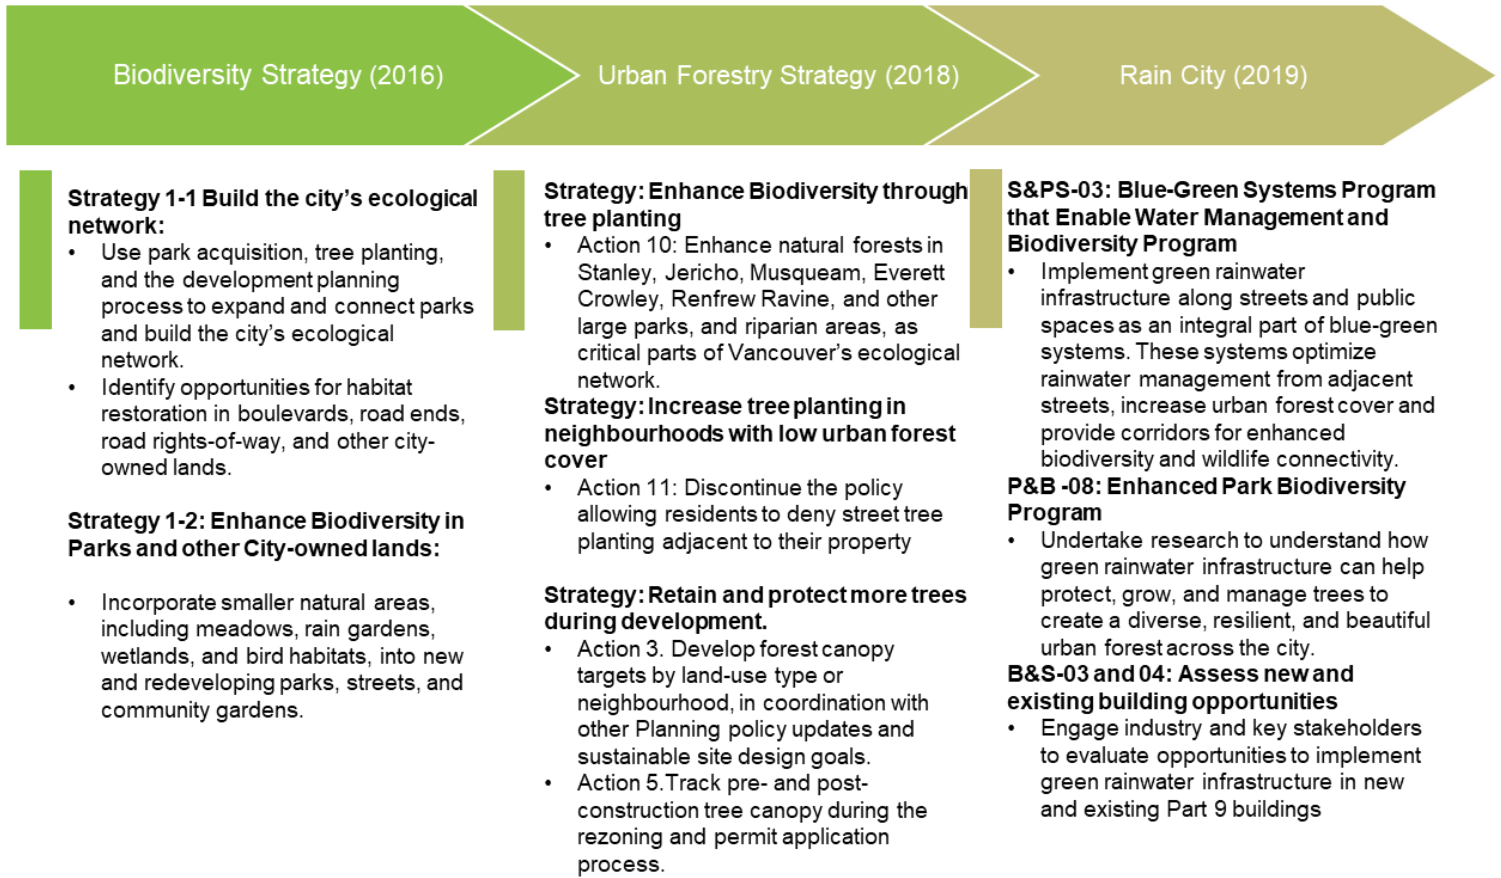 Biodiversity Strategy (2016)
Urban Forestry Strategy (2018)
Rain City (2019)
Strategy 1-1 Build the city's ecological
network:
• Use park acquisition, tree planting,
and the development planning
process to expand and connect parks
and build the city's ecological
network.
• Identify opportunities for habitat
restoration in boulevards, road ends,
road rights-of-way, and other city-
owned lands.
Strategy 1-2: Enhance Biodiversity in
Parks and other City-owned lands:
• Incorporate smaller natural areas,
including meadows, rain gardens,
wetlands, and bird habitats, into new
and redeveloping parks, streets, and
community gardens.
Strategy: Enhance Biodiversity through
tree planting
• Action 10: Enhance natural forests in
Stanley, Jericho, Musqueam, Everett
Crowley, Renfrew Ravine, and other
large parks, and riparian areas, as
critical parts of Vancouver's ecological
network.
Strategy: Increase tree planting in
neighbourhoods with low urban forest
cover
• Action 11: Discontinue the policy
allowing residents to deny street tree
planting adjacent to their property
Strategy: Retain and protect more trees
during development.
• Action 3. Develop forest canopy
targets by land-use type or
neighbourhood, in coordination with
other Planning policy updates and
sustainable site design goals.
• Action 5.Track pre- and post-
construction tree canopy during the
rezoning and permit application
process.
S&PS-03: Blue-Green Systems Program
that Enable Water Management and
Biodiversity Program
• Implement green rainwater
infrastructure along streets and public
spaces as an integral part of blue-green
systems. These systems optimize
rainwater management from adjacent
streets, increase urban forest cover and
provide corridors for enhanced
biodiversity and wildlife connectivity.
P&B -08: Enhanced Park Biodiversity
Program
• Undertake research to understand how
green rainwater infrastructure can help
protect, grow, and manage trees to
create a diverse, resilient, and beautiful
urban forest across the city.
B&S-03 and 04: Assess new and
existing building opportunities
• Engage industry and key stakeholders
to evaluate opportunities to implement
green rainwater infrastructure in new
and existing Part 9 buildings